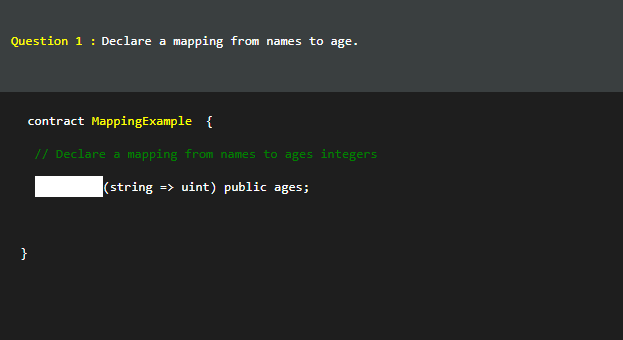 Question 1 : Declare a mapping from names to age.
contract MappingExample {
// Declare a mapping from names to ages integers
(string => uint) public ages;
}